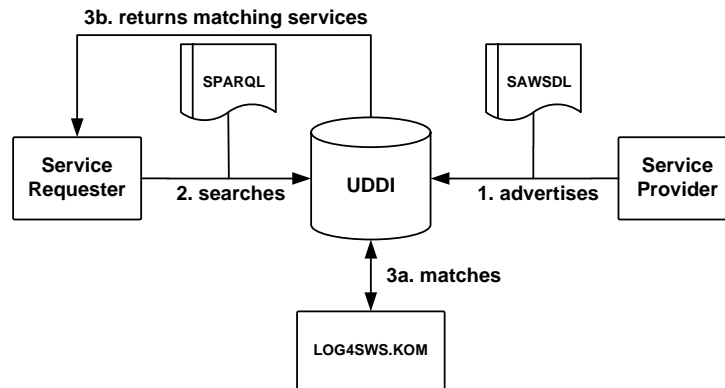 3b. returns matching services
SPARQL
SAWSDL
Service
Requester
2. searches
UDDI
1. advertises
Service
Provider
3a. matches
LOG4SWS.KOM